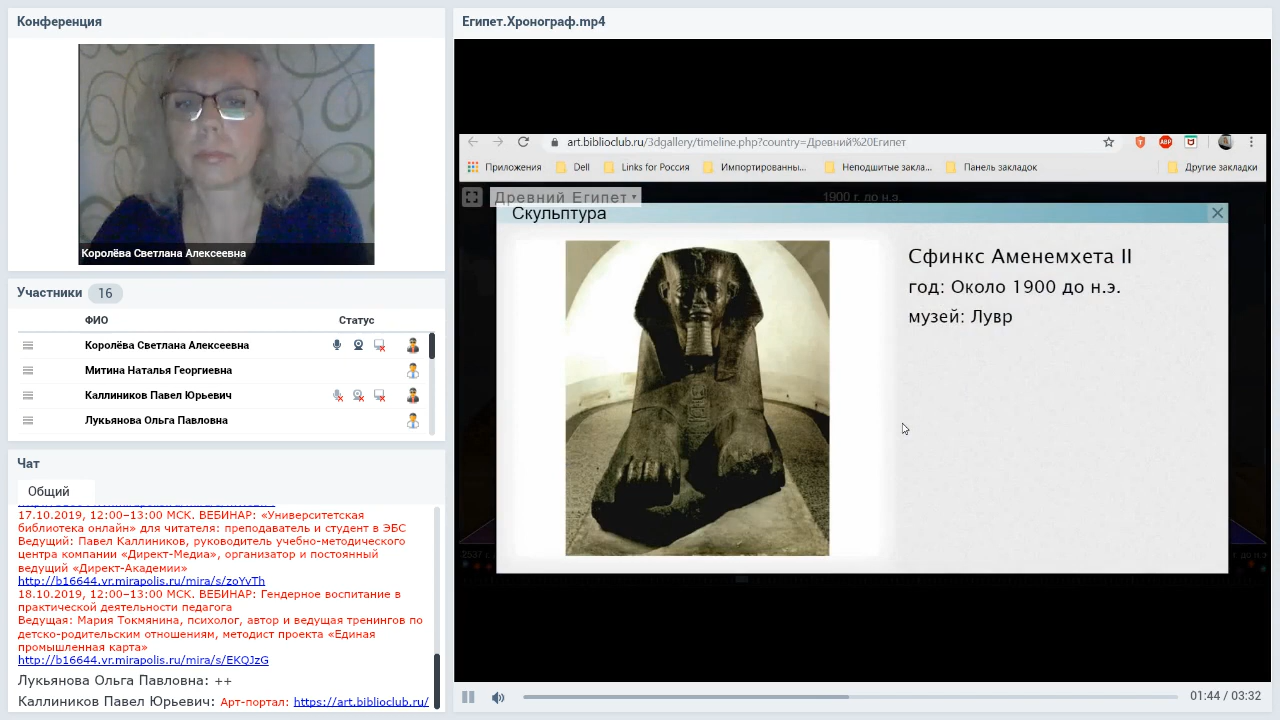 Конференция
Королёва Светлана Алексеевна
Участники 16
ФИО Статус
Королёва Светлана Алексеевна
Митина Наталья Георгиевна
Каллиников Павел Юрьевич
Лукьянова Ольга Павловна
Чат
Общий
17.10.2019, 12:00–13:00 МСК. ВЕБИНАР: «Университетская
библиотека онлайн» для читателя: преподаватель и студент в ЭБС
Ведущий: Павел Каллиников, руководитель учебно-методического
центра компании «Директ-Медиа», организатор и постоянный
ведущий «Директ-Академии»
http://b16644.vr.mirapolis.ru/mira/s/zoYvTh
18.10.2019, 12:00–13:00 МСК. ВЕБИНАР: Гендерное воспитание в
практической деятельности педагога
Ведущая: Мария Токмянина, психолог, автор и ведущая тренингов по
детско-родительским отношениям, методист проекта «Единая
промышленная карта»
http://b16644.vr.mirapolis.ru/mira/s/EKQJzG
Лукьянова Ольга Павловна: ++
Каллиников Павел Юрьевич: Арт-портал: https://art.biblioclub.ru/
Египет.Хронограф.mp4
art.biblioclub.ru/3dgallery/timeline.php?country=Древний%20Египет
ABP
Приложения Dell Links for Россия Импортированны... Неподшитые закла... Панель закладок Другие закладки
Древний Египет 1900 г. до н.э.
Скульптура
Сфинкс Аменемхета II
год: Около 1900 до н.э.
музей: Лувр
01:44 / 03:32